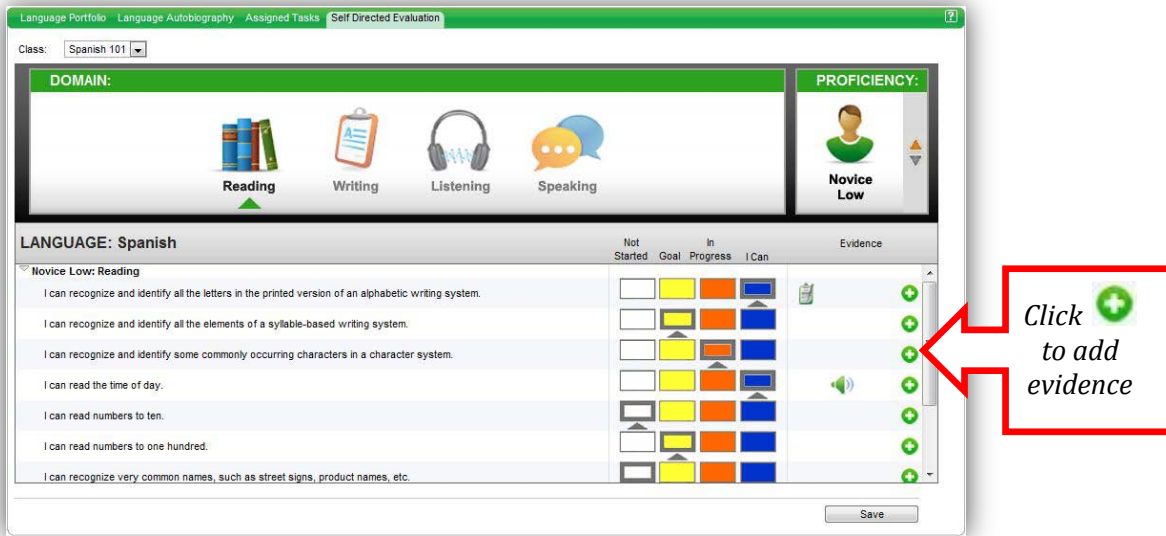 Language Portfolio Language Autobiography Assigned Tasks Self Directed Evaluation ?
Class: Spanish 101
DOMAIN: PROFICIENCY:
Reading Writing Listening Speaking
Novice
Low
LANGUAGE: Spanish
Not
Started Goal In
Progress I Can Evidence
Novice Low: Reading
I can recognize and identify all the letters in the printed version of an alphabetic writing system.
I can recognize and identify all the elements of a syllable-based writing system.
I can recognize and identify some commonly occurring characters in a character system.
I can read the time of day.
I can read numbers to ten.
I can read numbers to one hundred.
I can recognize very common names, such as street signs, product names, etc.
Save
Click
to add
evidence